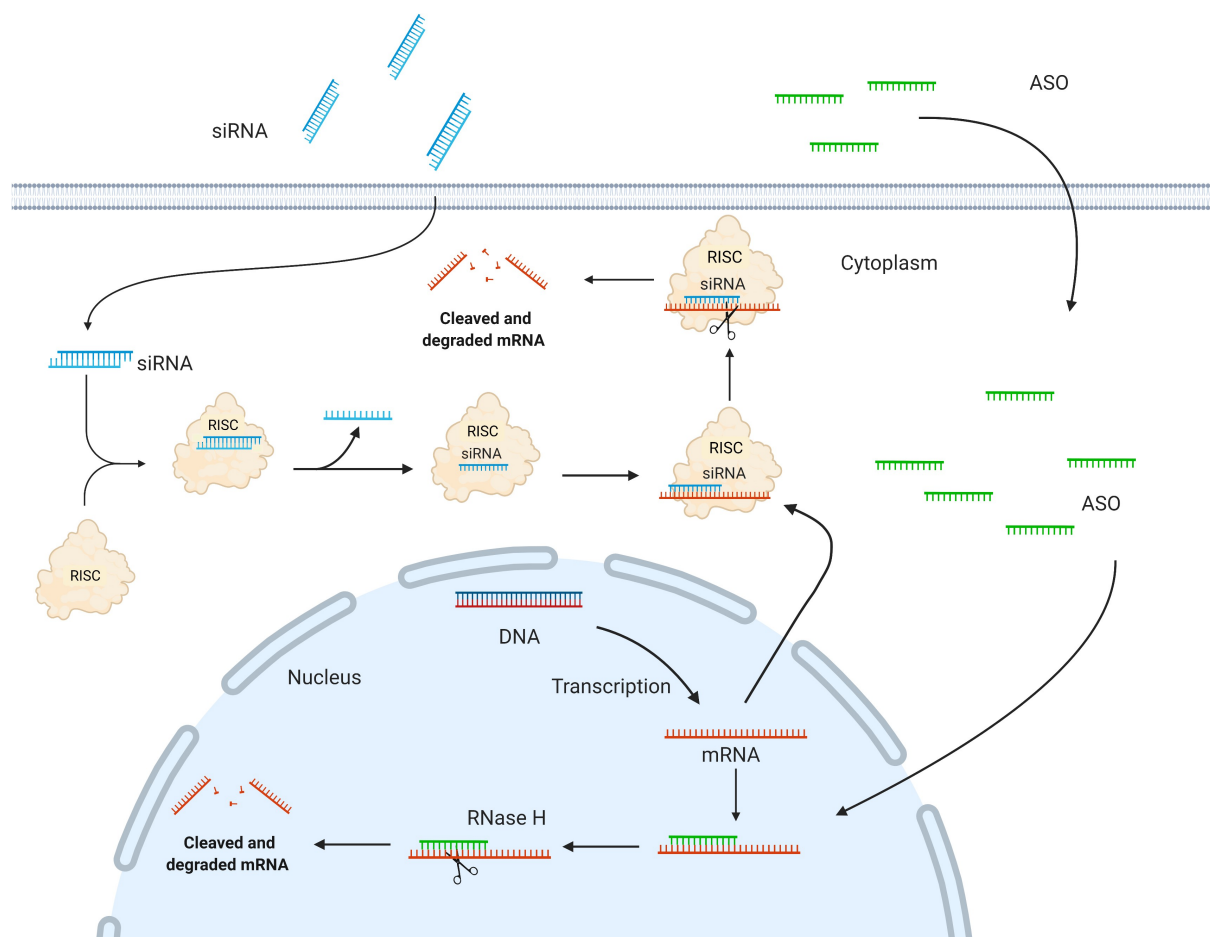 ASO
siRNA
Cytoplasm
RISC
siRNA
Cleaved and
degraded mRNA
siRNA
RISC
RISC
siRNA
RISC
siRNA
ASO
RISC
DNA
Nucleus
Transcription
mRNA
RNase H
Cleaved and
degraded mRNA